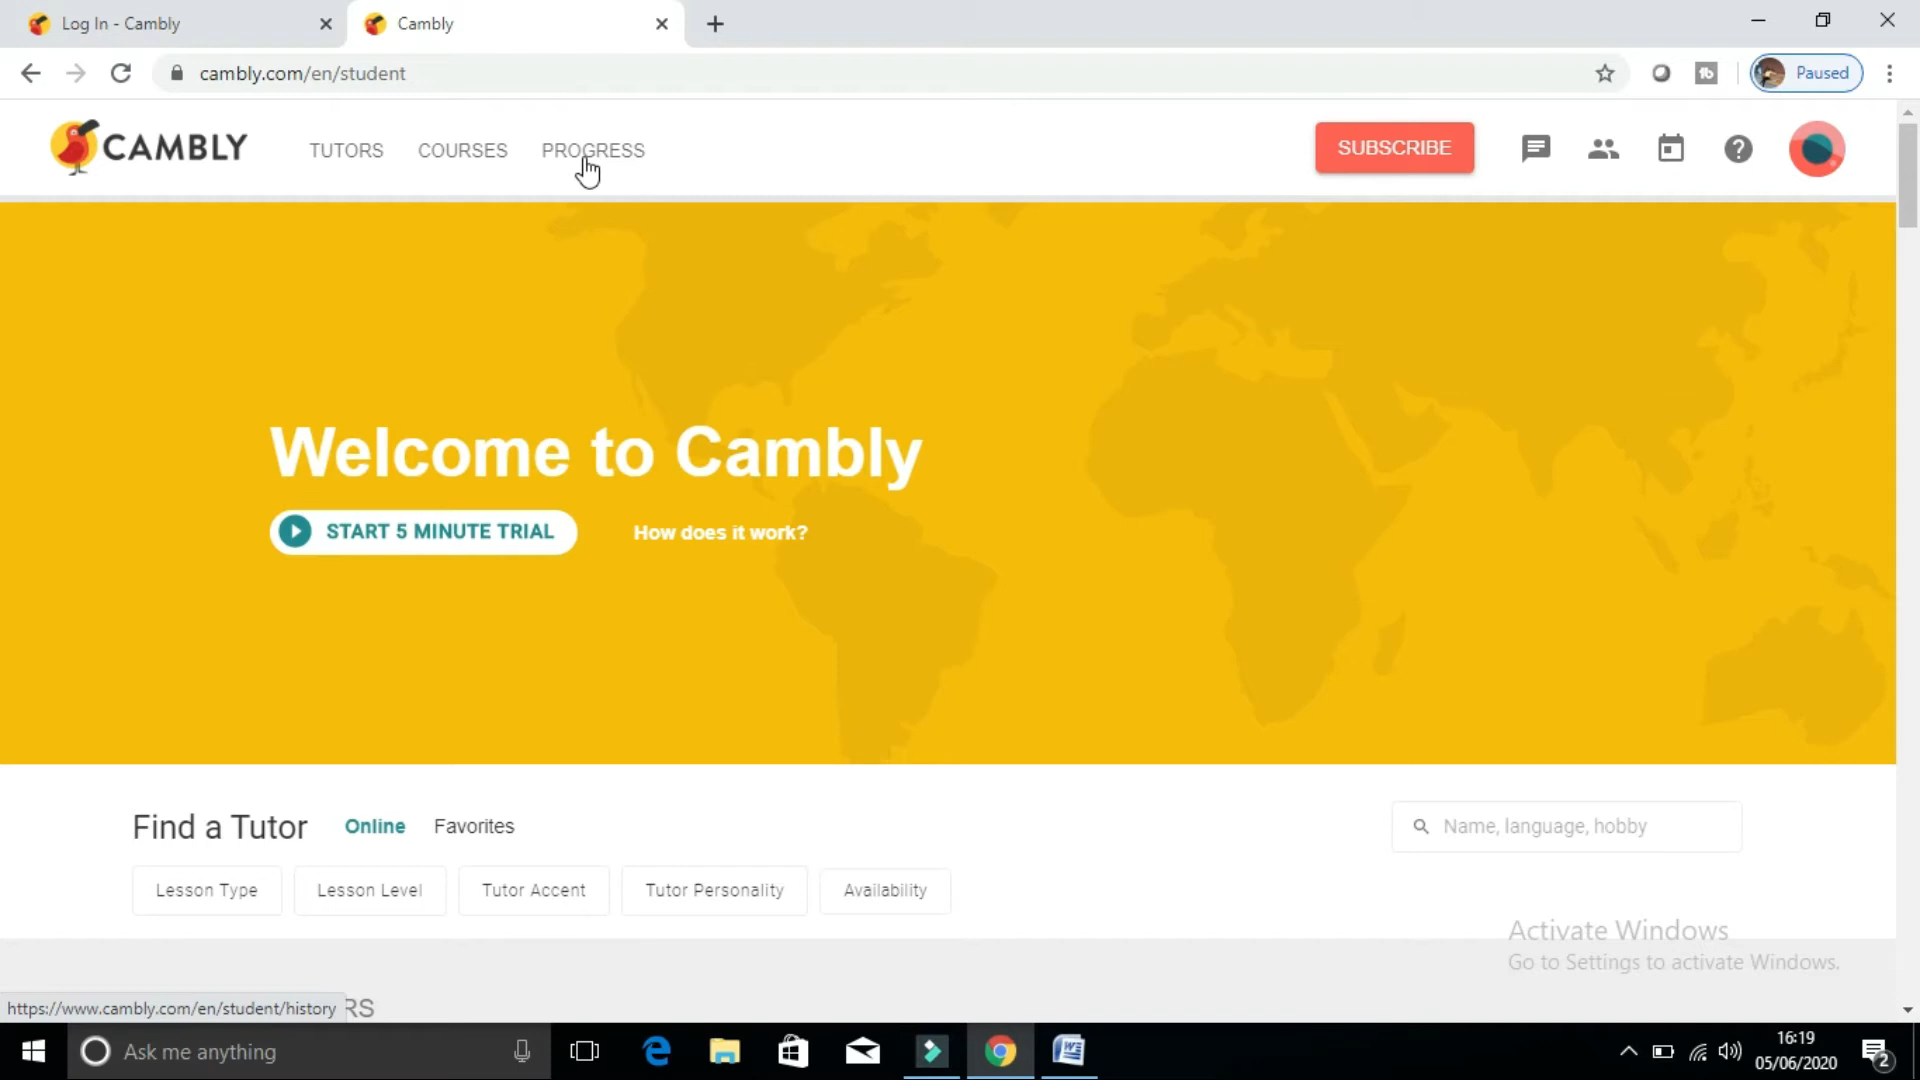 Log In - Cambly
Cambly
cambly.com/en/student
Paused
CAMBLY
TUTORS
COURSES
PROGRESS
SUBSCRIBE
Welcome to Cambly
START 5 MINUTE TRIAL
How does it work?
Find a Tutor
Online
Favorites
Name, language, hobby
Lesson Type
Lesson Level
Tutor Accent
Tutor Personality
Availability
Activate Windows
Go to Settings to activate Windows.
https://www.cambly.com/en/student/history
RS
Ask me anything
16:19
05/06/2020
2